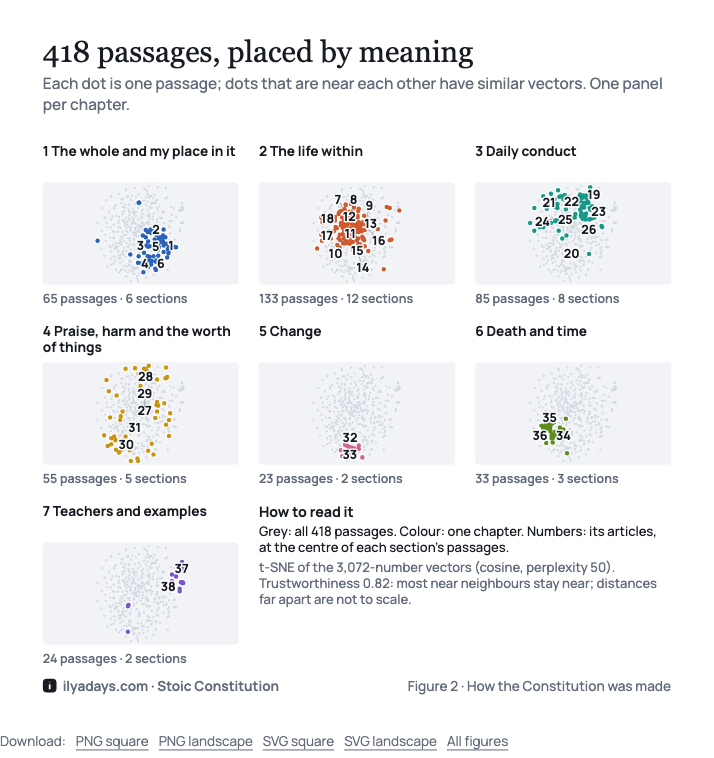 418 passages, placed by meaning
Each dot is one passage; dots that are near each other have similar vectors. One panel
per chapter.
1 The whole and my place in it
2 The life within
3 Daily conduct
2
3 5 1
4 6
65 passages · 6 sections
7 8 9
18 12 13
17 11 16
10 15
14
133 passages · 12 sections
19
21 22 23
24 25 26
20
85 passages · 8 sections
4 Praise, harm and the worth
of things
5 Change
6 Death and time
28
29
27
31
30
55 passages · 5 sections
32
33
23 passages · 2 sections
35
36 34
33 passages · 3 sections
7 Teachers and examples
37
38
24 passages · 2 sections
How to read it
Grey: all 418 passages. Colour: one chapter. Numbers: its articles,
at the centre of each section's passages.
t-SNE of the 3,072-number vectors (cosine, perplexity 50).
Trustworthiness 0.82: most near neighbours stay near; distances
far apart are not to scale.
ilyadays.com · Stoic Constitution
Figure 2 · How the Constitution was made
Download: PNG square PNG landscape SVG square SVG landscape All figures